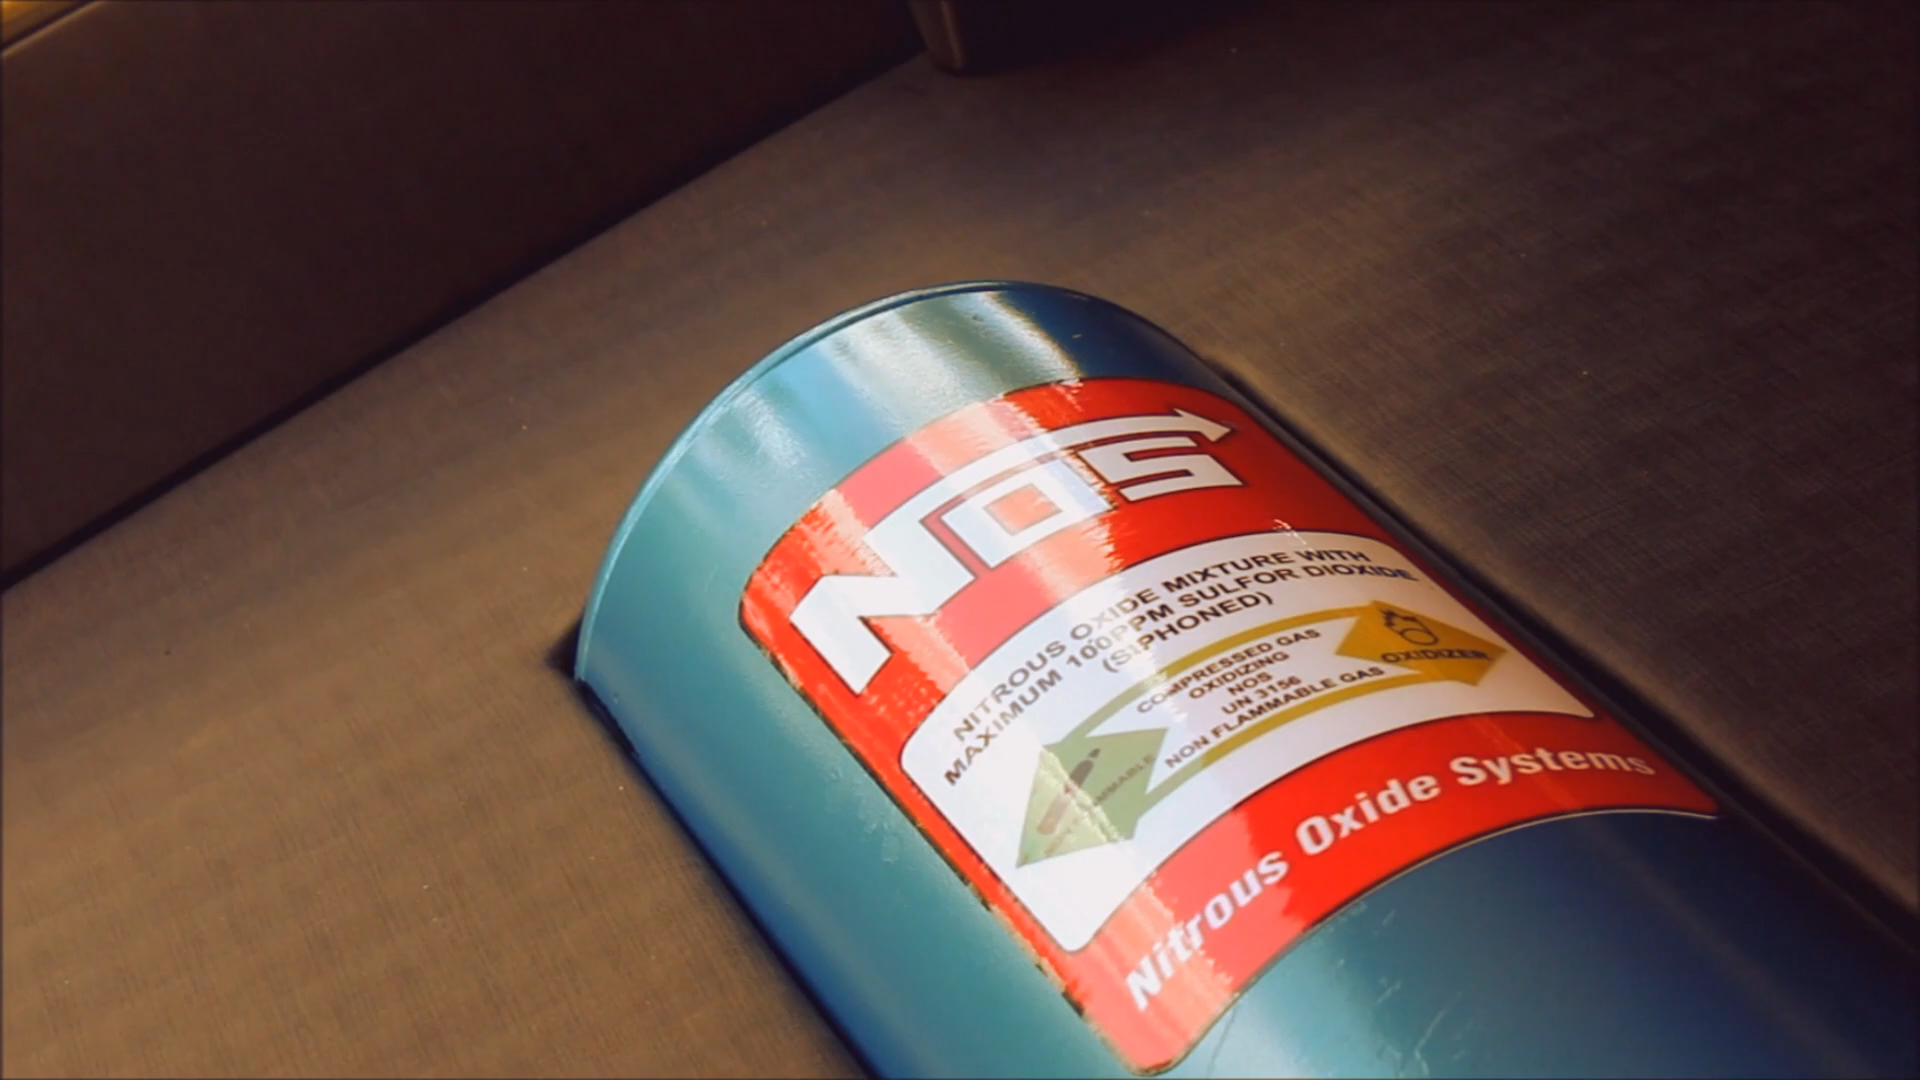 NOS
NITROUS OXIDE MIXTURE WITH
MAXIMUM 100PPM SULFOR DIOXIDE
(SIPHONED)
COMPRESSED GAS
OXIDIZING
NOS
UN 3156
NON FLAMMABLE GAS
OXIDIZER
Nitrous Oxide Systems